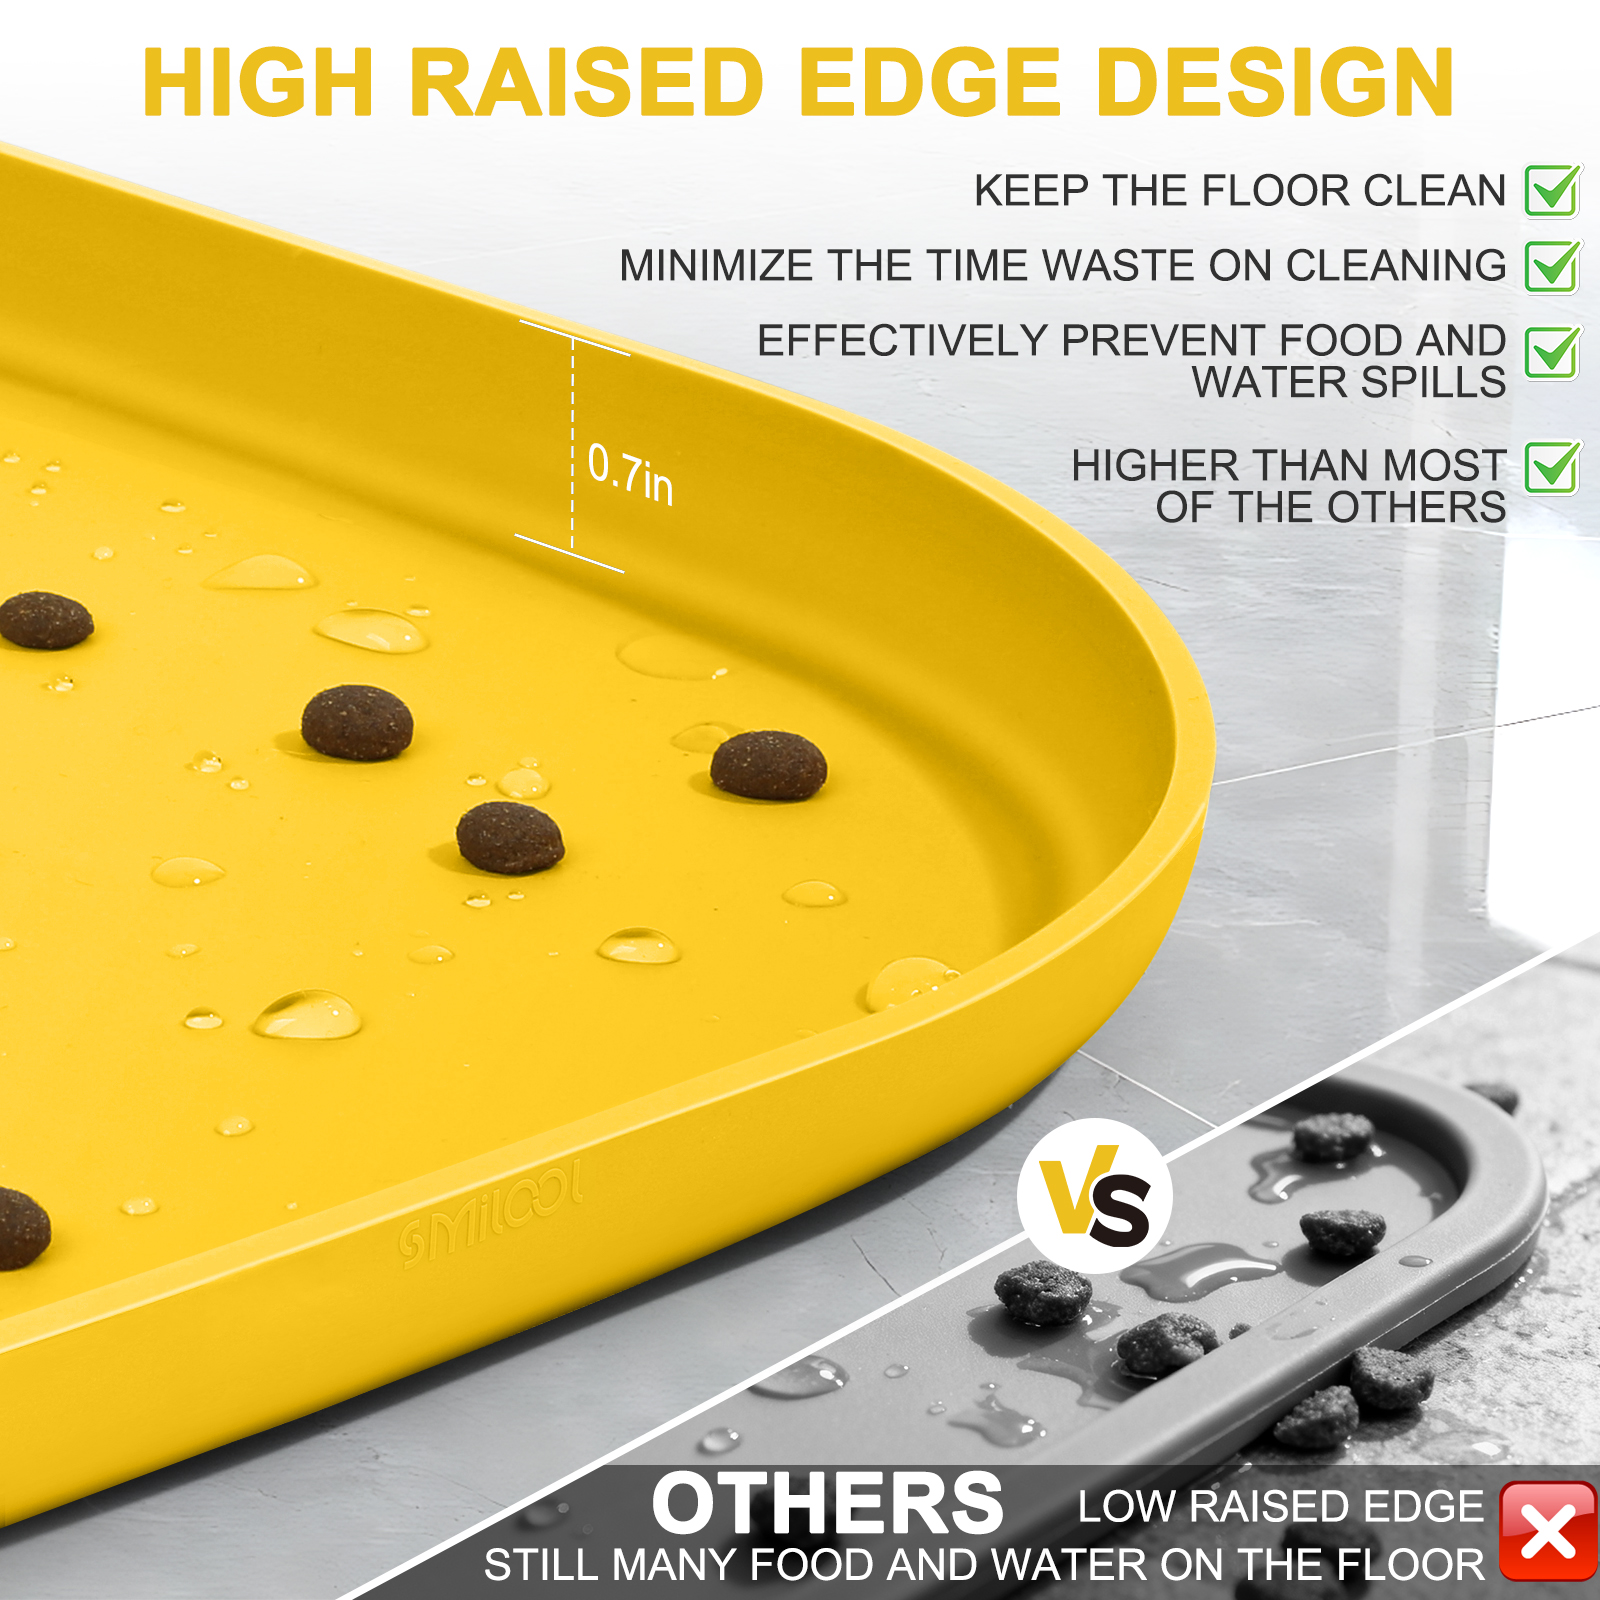 HIGH RAISED EDGE DESIGN
KEEP THE FLOOR CLEAN
MINIMIZE THE TIME WASTE ON CLEANING
EFFECTIVELY PREVENT FOOD AND
WATER SPILLS
HIGHER THAN MOST
OF THE OTHERS
0.7in
sMilool
VS
OTHERS
LOW RAISED EDGE
STILL MANY FOOD AND WATER ON THE FLOOR